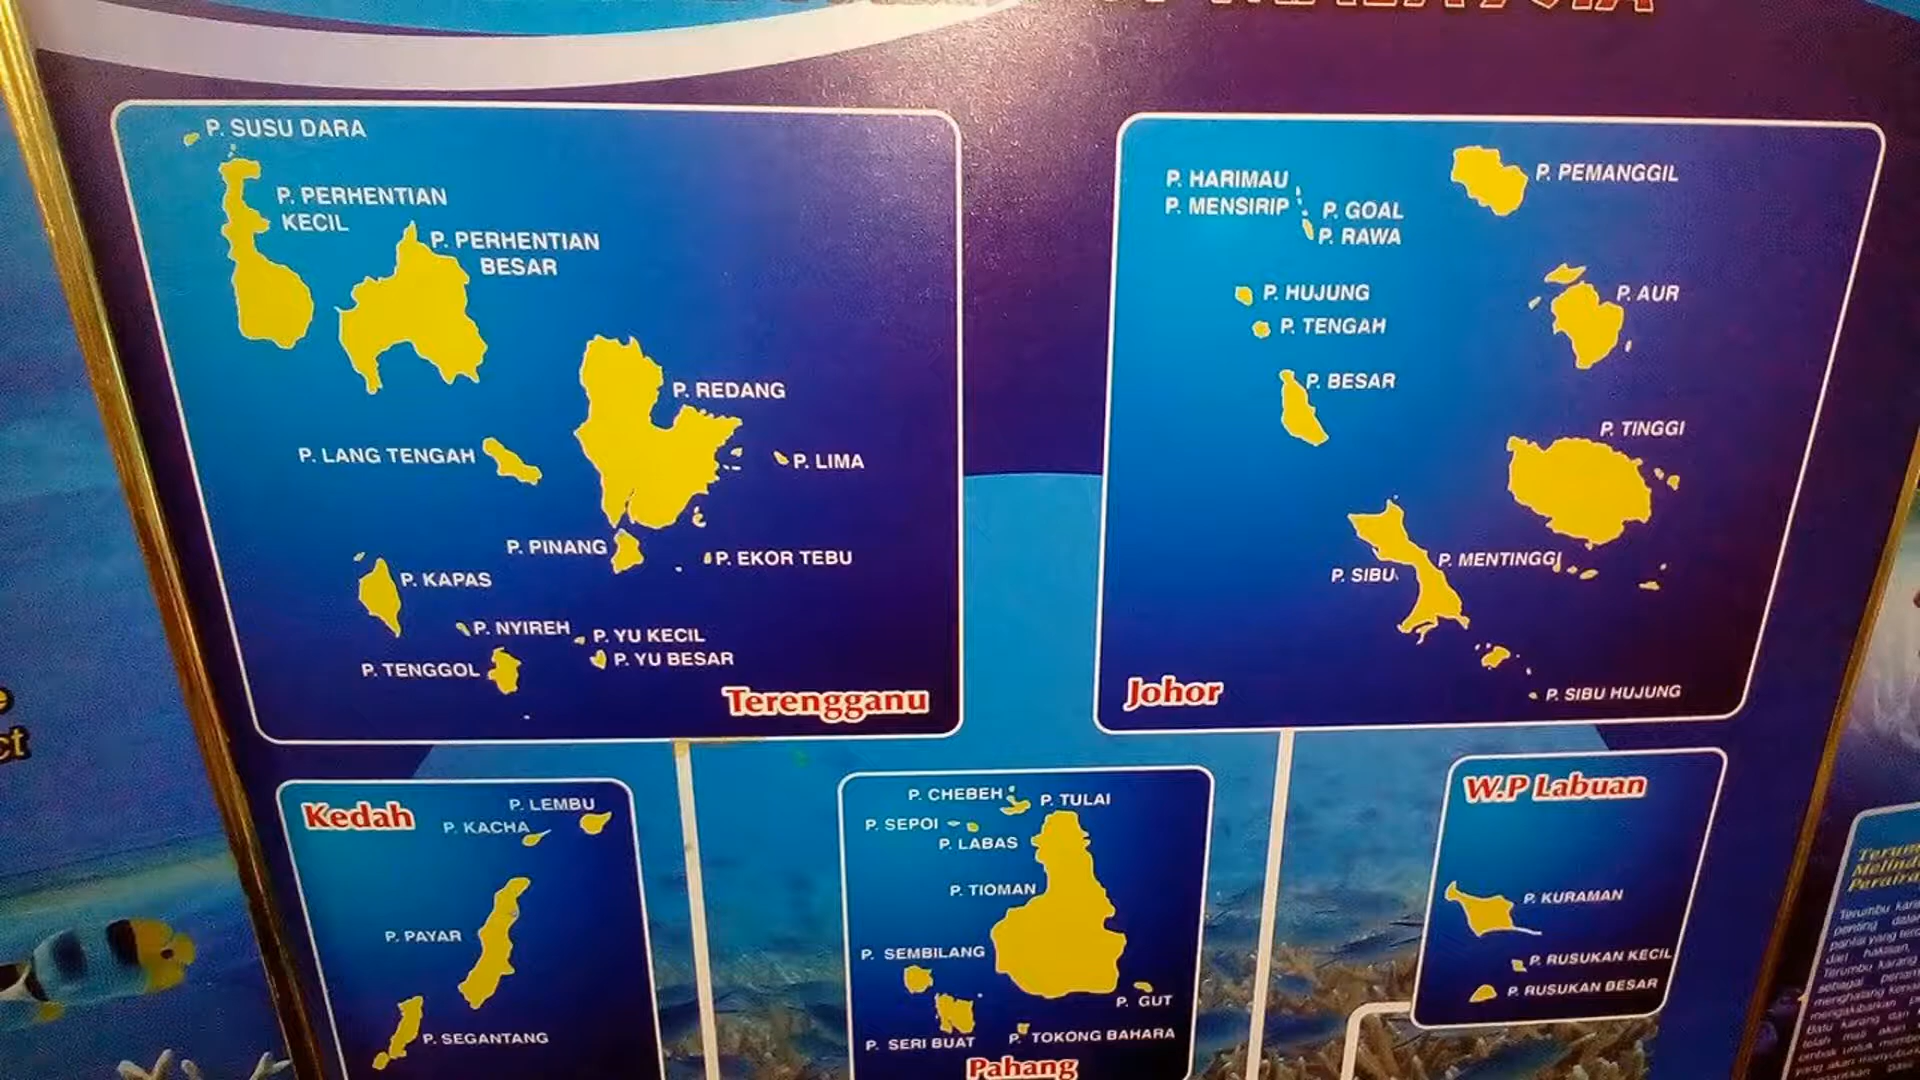 P. SUSU DARA
P. PERHENTIAN
KECIL
P. PERHENTIAN
BESAR
P. REDANG
P. LANG TENGAH
P. LIMA
P. PINANG
P. EKOR TEBU
P. KAPAS
P. NYIREH
P. YU KECIL
P. YU BESAR
P. TENGGOL
Terengganu
P. HARIMAU
P. MENSIRIP
P. GOAL
P. RAWA
P. PEMANGGIL
P. HUJUNG
P. TENGAH
P. AUR
P. BESAR
P. TINGGI
P. MENTINGGI
P. SIBU
P. SIBU HUJUNG
Johor
Kedah
P. LEMBU
P. KACHA
P. PAYAR
P. SEGANTANG
P. CHEBEH
P. TULAI
P. SEPOI
P. LABAS
P. TIOMAN
P. SEMBILANG
P. GUT
P. SERI BUAT
P. TOKONG BAHARA
Pahang
W.P Labuan
P. KURAMAN
P. RUSUKAN KECIL
P. RUSUKAN BESAR